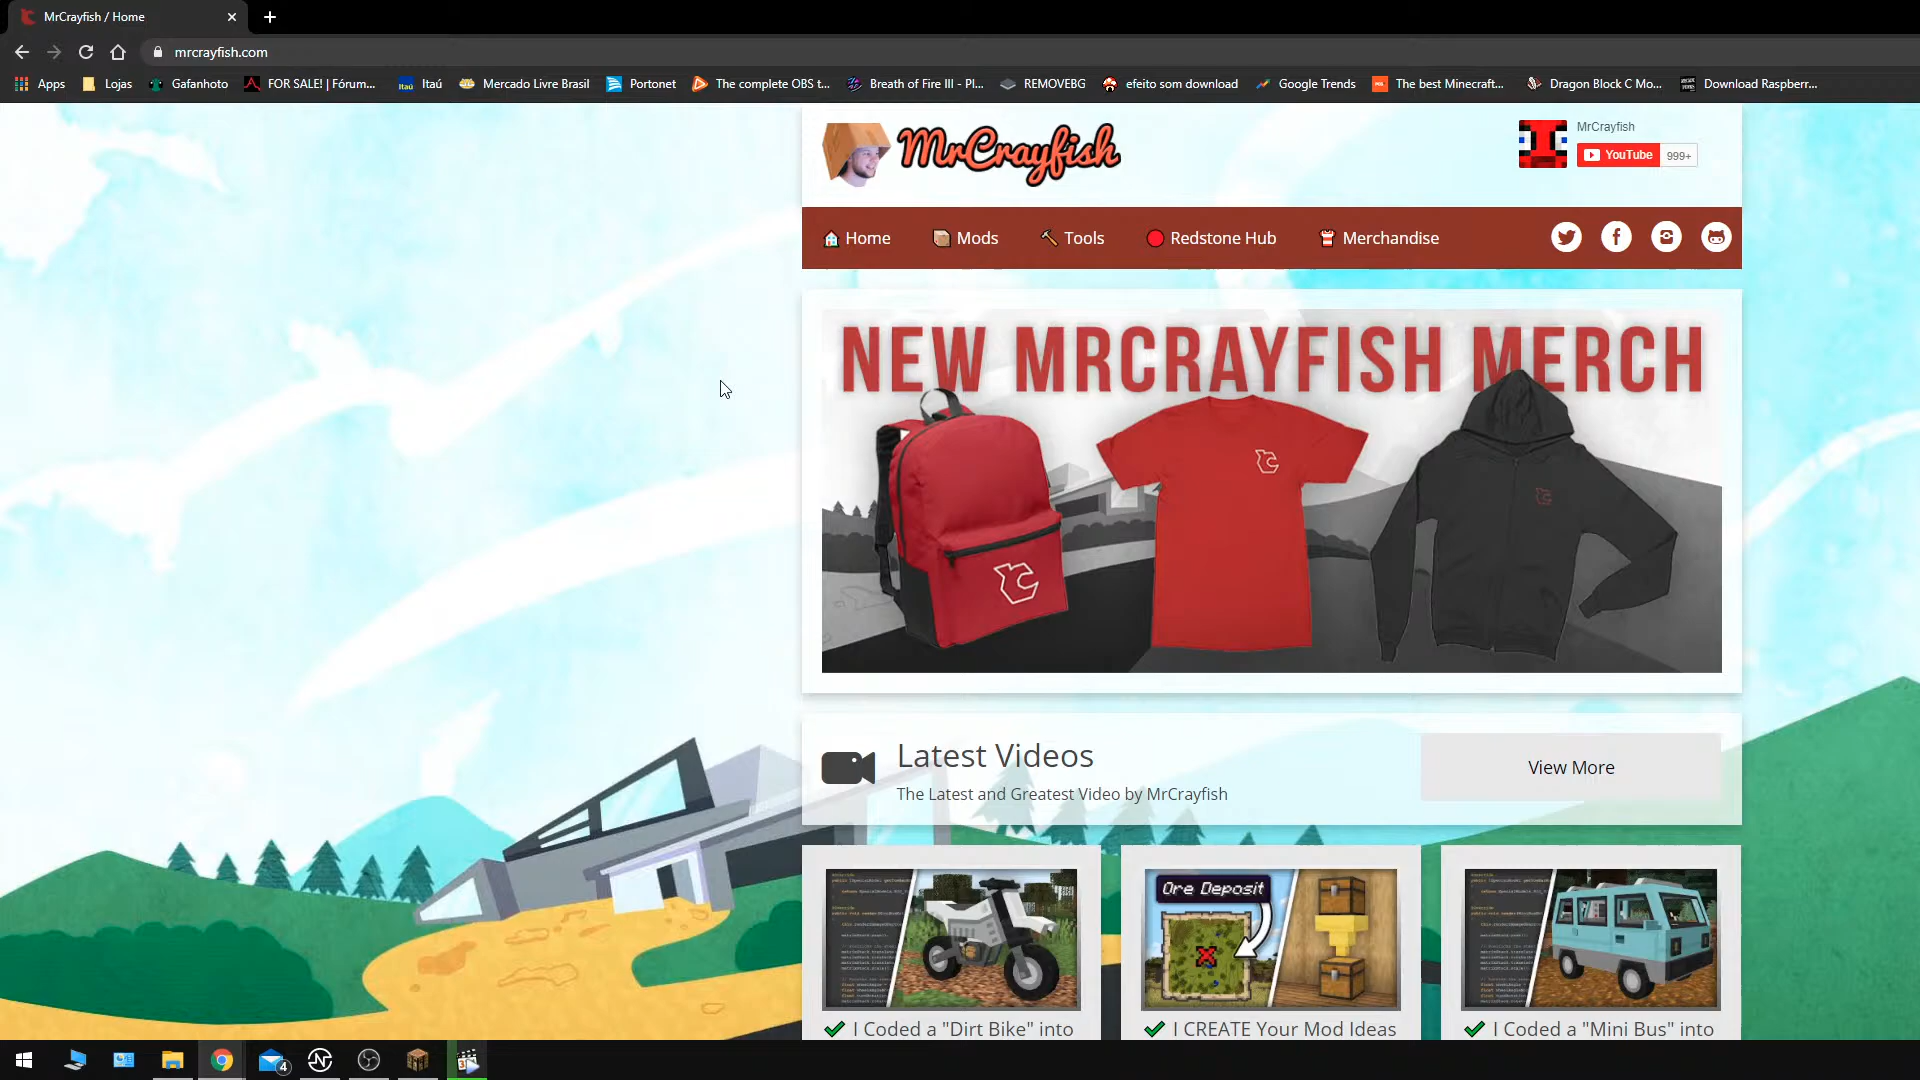 MrCrayfish / Home
mrcrayfish.com
Apps Lojas Gafanhoto FOR SALE! | Fórum... Itaú Mercado Livre Brasil Portonet The complete OBS t... Breath of Fire III - Pl... REMOVEBG efeito som download Google Trends The best Minecraft... Dragon Block C Mo... Download Raspberr...
MrCrayfish
MrCrayfish
YouTube 999+
Home Mods Tools Redstone Hub Merchandise
NEW MRCRAYFISH MERCH
Latest Videos
The Latest and Greatest Video by MrCrayfish
View More
Ore Deposit
I Coded a "Dirt Bike" into
I CREATE Your Mod Ideas
I Coded a "Mini Bus" into
4